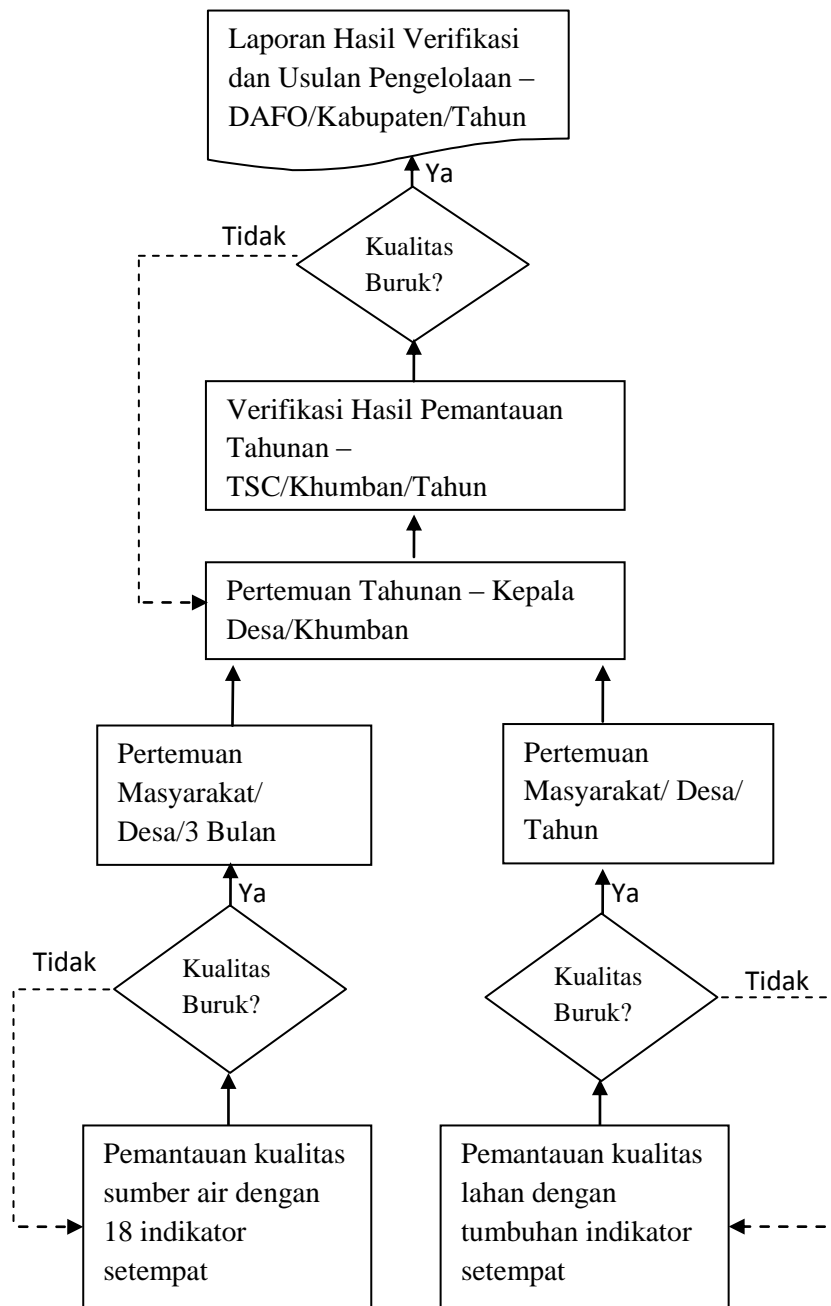 Laporan Hasil Verifikasi
dan Usulan Pengelolaan –
DAFO/Kabupaten/Tahun
Ya
Tidak
Kualitas
Buruk?
Verifikasi Hasil Pemantauan
Tahunan –
TSC/Khumban/Tahun
Pertemuan Tahunan – Kepala
Desa/Khumban
Pertemuan
Masyarakat/
Desa/3 Bulan
Pertemuan
Masyarakat/ Desa/
Tahun
Ya
Ya
Tidak
Kualitas
Buruk?
Kualitas
Buruk?
Tidak
Pemantauan kualitas
sumber air dengan
18 indikator
setempat
Pemantauan kualitas
lahan dengan
tumbuhan indikator
setempat